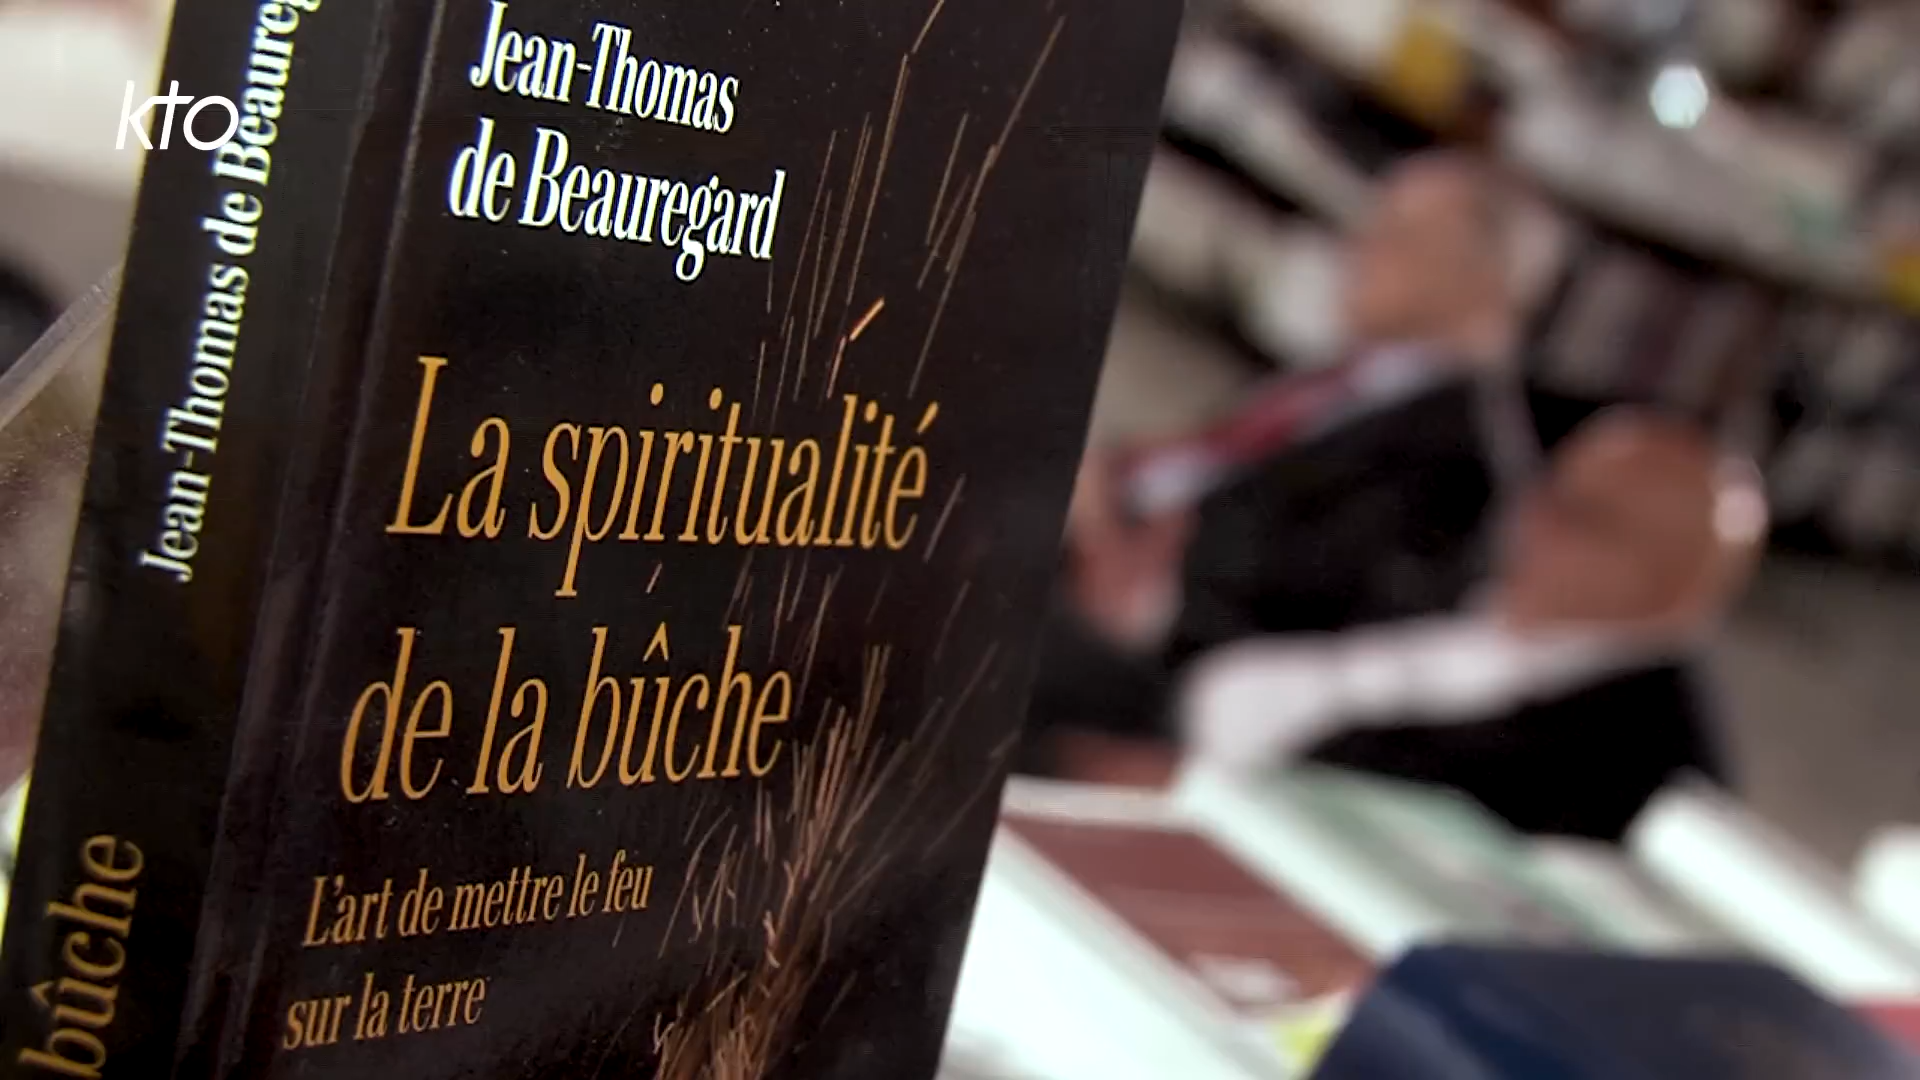 kto
Jean-Thomas de Beaureg
bûche
Jean-Thomas
de Beauregard
La spiritualité
de la bûche
L'art de mettre le feu
sur la terre